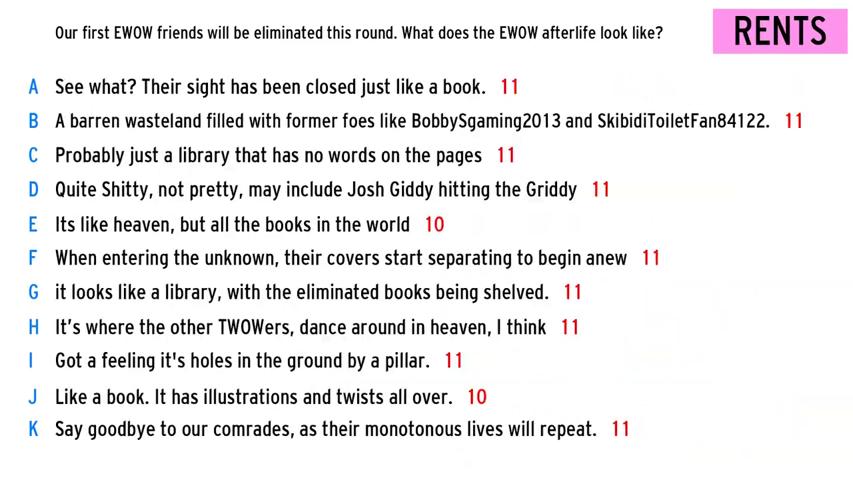 Our first EWOW friends will be eliminated this round. What does the EWOW afterlife look like?
RENTS
A See what? Their sight has been closed just like a book. 11
B A barren wasteland filled with former foes like BobbySgaming2013 and SkibidiToiletFan84122. 11
C Probably just a library that has no words on the pages 11
D Quite Shitty, not pretty, may include Josh Giddy hitting the Griddy 11
E Its like heaven, but all the books in the world 10
F When entering the unknown, their covers start separating to begin anew 11
G it looks like a library, with the eliminated books being shelved. 11
H It's where the other TWOWers, dance around in heaven, I think 11
I Got a feeling it's holes in the ground by a pillar. 11
J Like a book. It has illustrations and twists all over. 10
K Say goodbye to our comrades, as their monotonous lives will repeat. 11